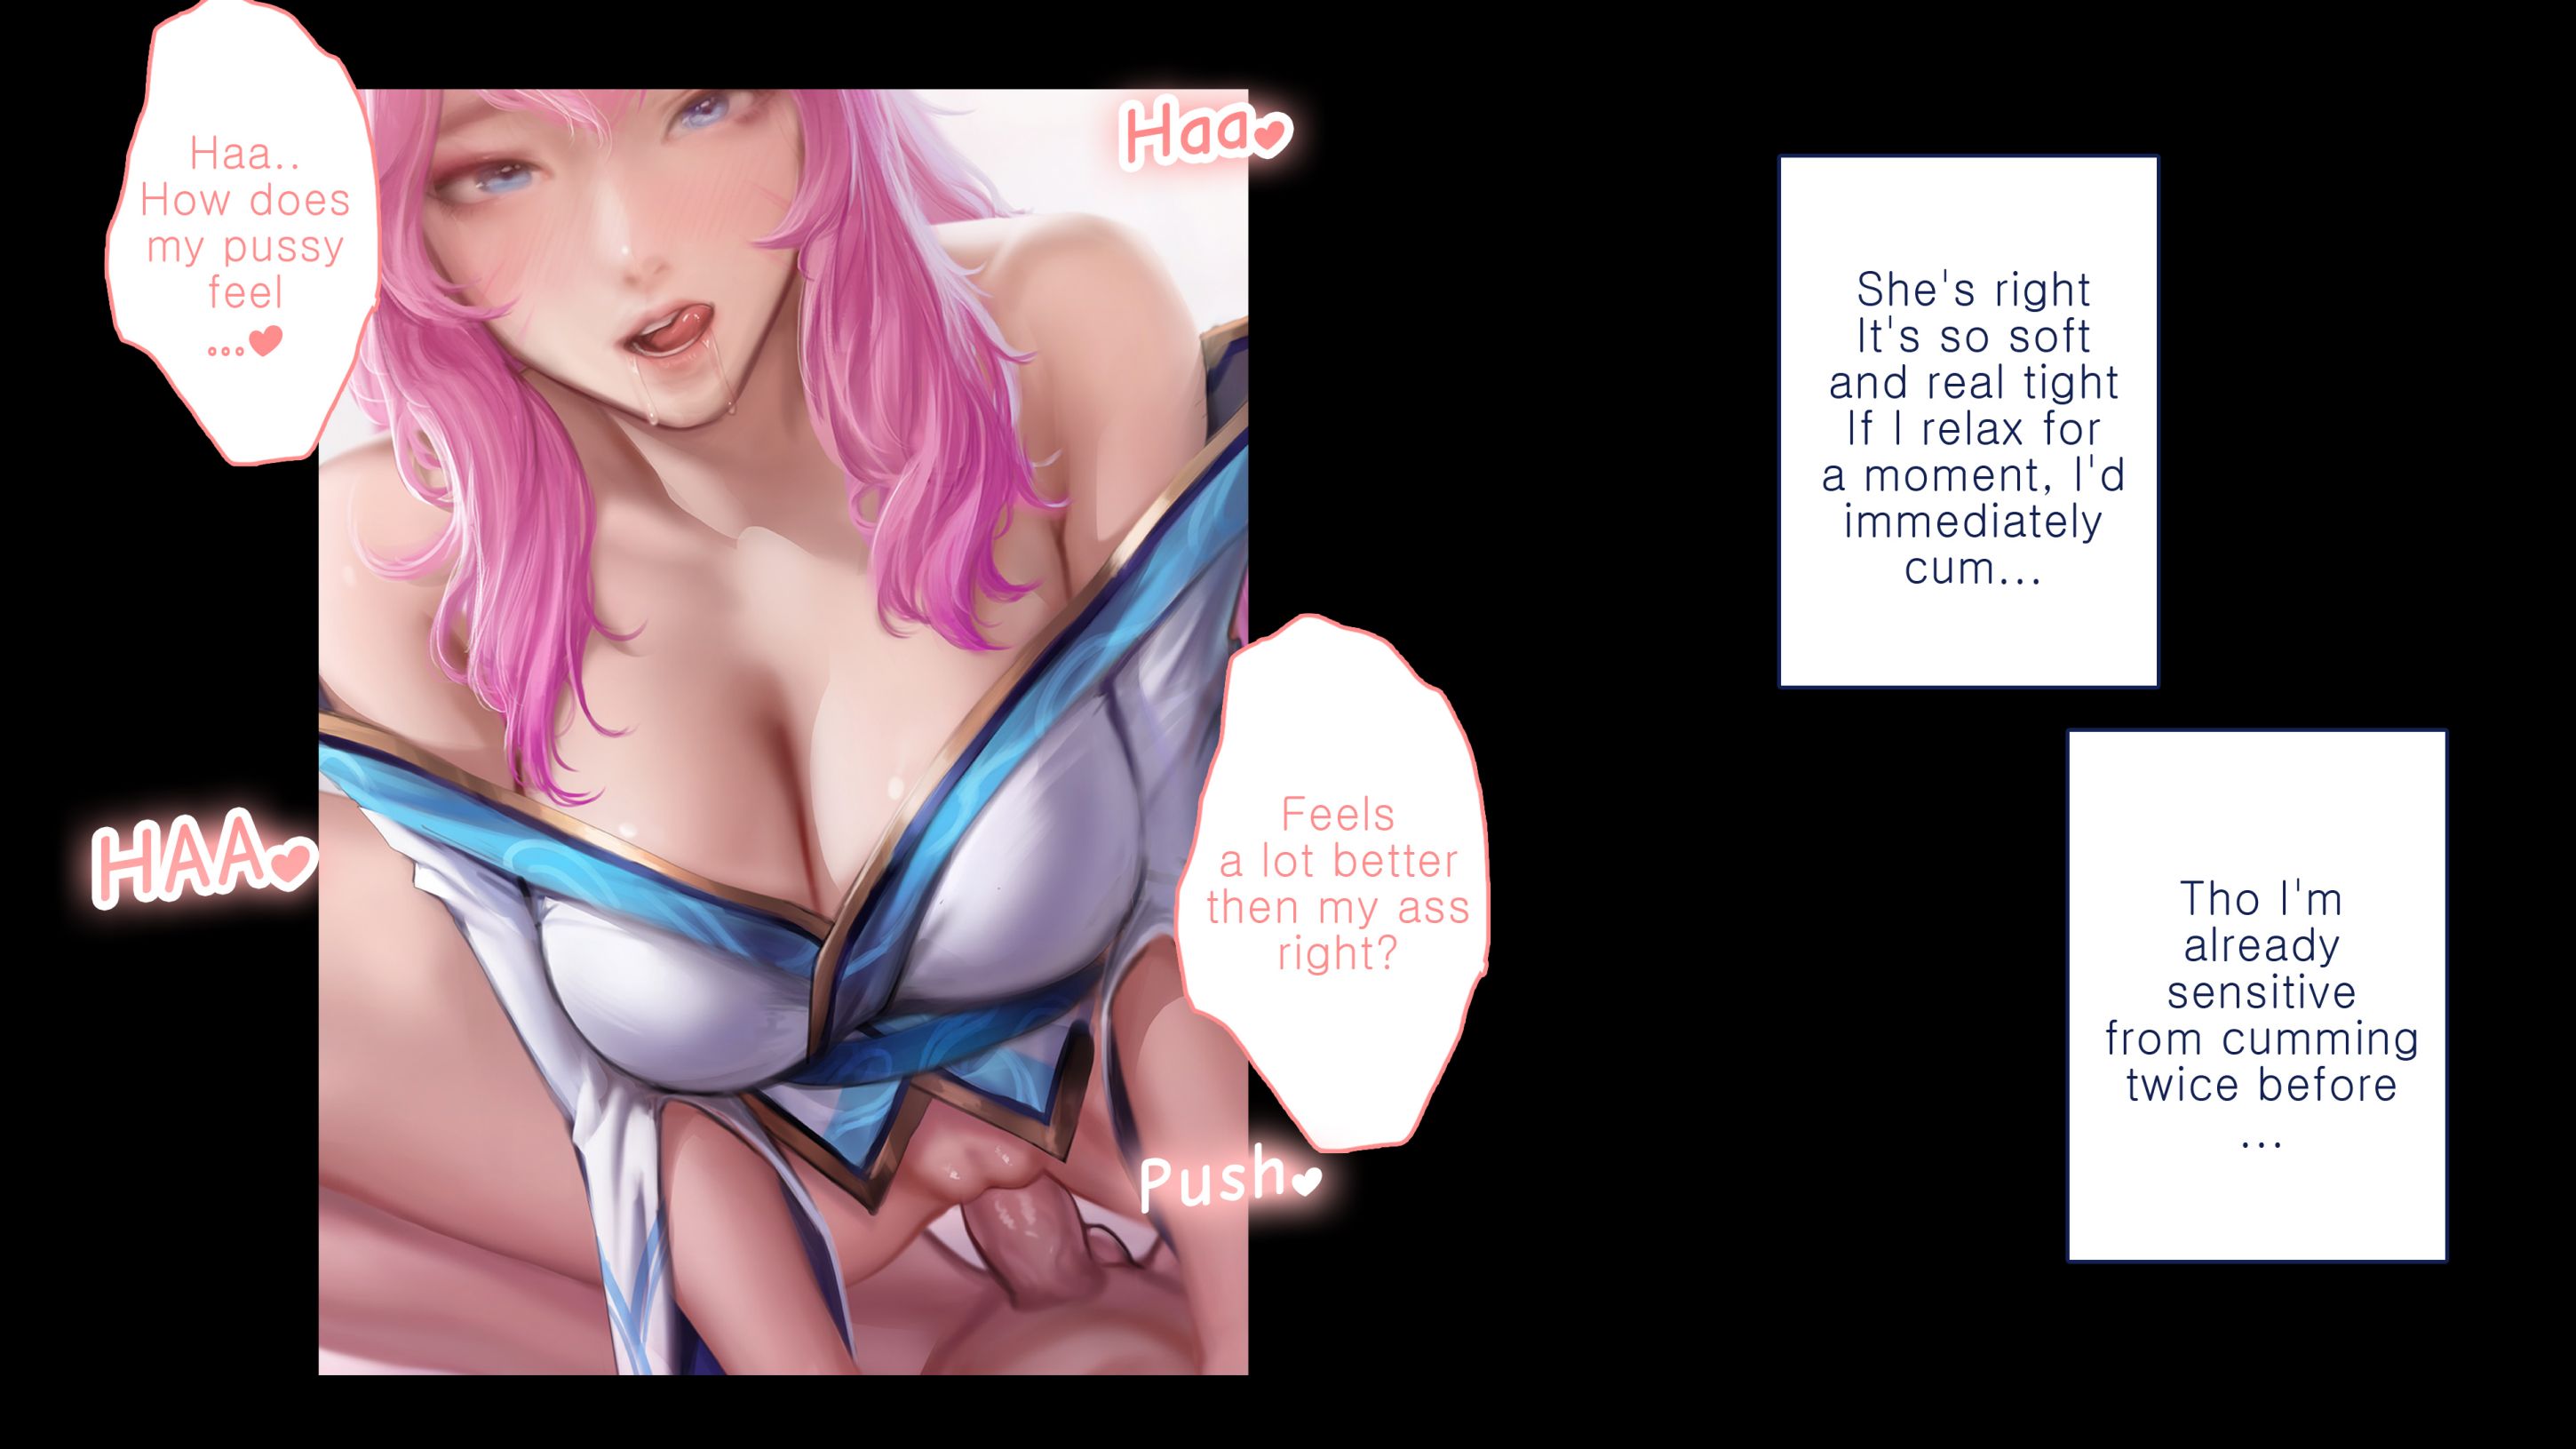 Haa..
How does
my pussy
feel
...♥
Haa♥
HAA♥
Feels
a lot better
then my ass
right?
Push♥
She's right
It's so soft
and real tight
If I relax for
a moment, I'd
immediately
cum...
Tho I'm
already
sensitive
from cumming
twice before
...